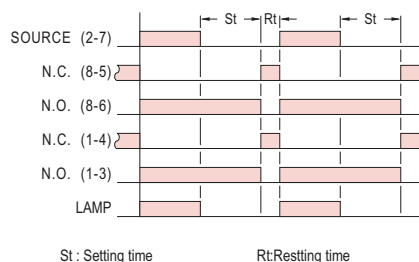 St Rt St
SOURCE (2-7)
N.C. (8-5)
N.O. (8-6)
N.C. (1-4)
N.O. (1-3)
LAMP
St : Setting time Rt:Restting time